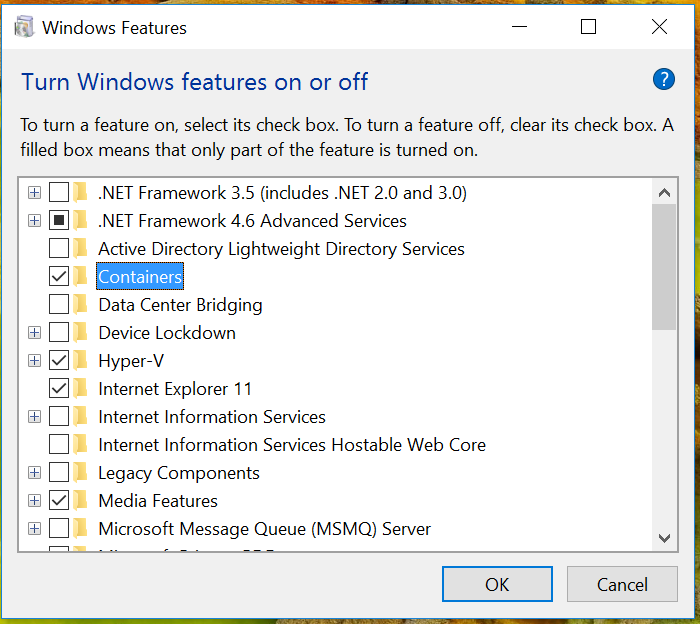 Windows Features
Turn Windows features on or off
?
To turn a feature on, select its check box. To turn a feature off, clear its check box. A
filled box means that only part of the feature is turned on.
.NET Framework 3.5 (includes .NET 2.0 and 3.0)
.NET Framework 4.6 Advanced Services
Active Directory Lightweight Directory Services
Containers
Data Center Bridging
Device Lockdown
Hyper-V
Internet Explorer 11
Internet Information Services
Internet Information Services Hostable Web Core
Legacy Components
Media Features
Microsoft Message Queue (MSMQ) Server
OK
Cancel